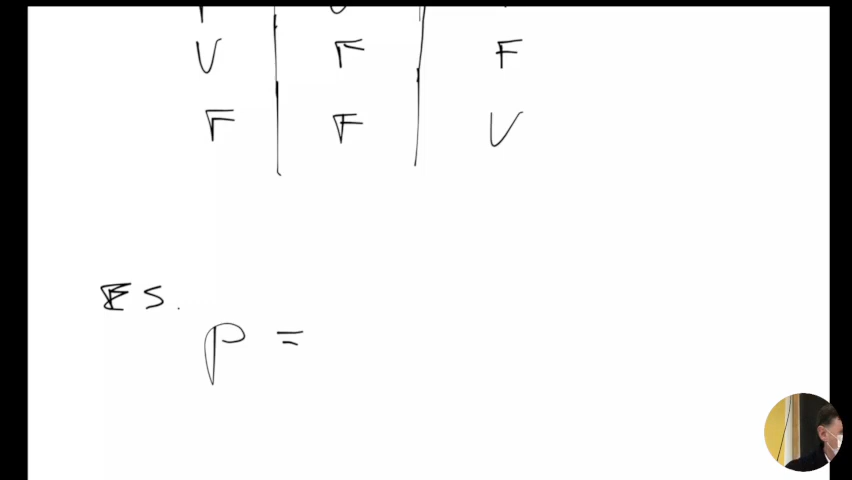 V F F
F F V
ES.
P =